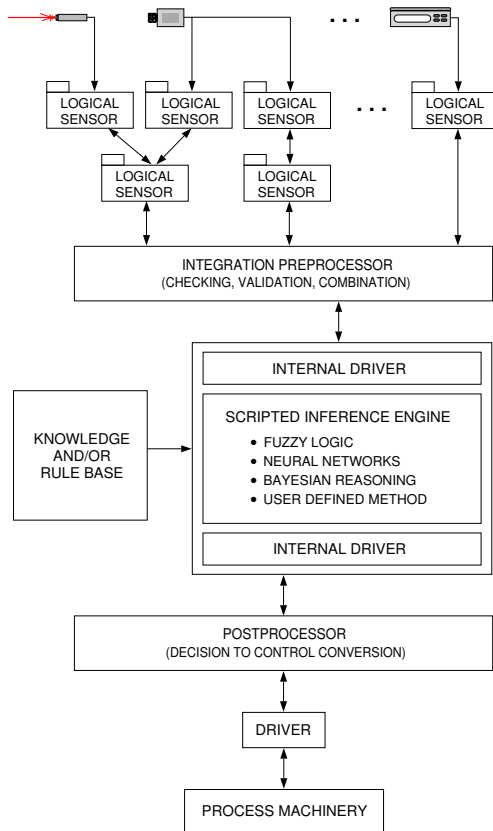 . . .
LOGICAL
SENSOR
LOGICAL
SENSOR
LOGICAL
SENSOR
. . .
LOGICAL
SENSOR
LOGICAL
SENSOR
LOGICAL
SENSOR
INTEGRATION PREPROCESSOR
(CHECKING, VALIDATION, COMBINATION)
INTERNAL DRIVER
KNOWLEDGE
AND/OR
RULE BASE
SCRIPTED INFERENCE ENGINE
• FUZZY LOGIC
• NEURAL NETWORKS
• BAYESIAN REASONING
• USER DEFINED METHOD
INTERNAL DRIVER
POSTPROCESSOR
(DECISION TO CONTROL CONVERSION)
DRIVER
PROCESS MACHINERY